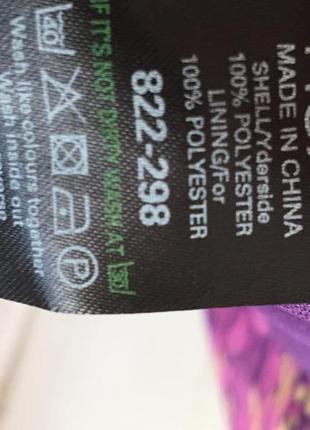 MADE IN CHINA
SHELL/Yderside
100% POLYESTER
LINING/For
100% POLYESTER
822-298
IF IT'S NOT DIRTY WASH AT
Wash like colours together
Wash inside out